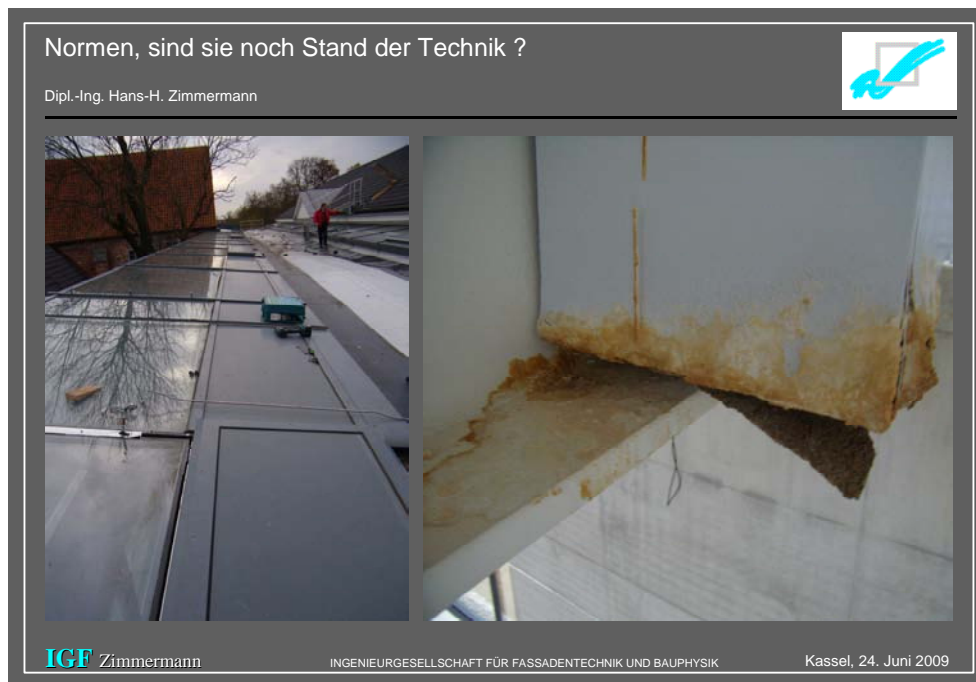 Normen, sind sie noch Stand der Technik ?
Dipl.-Ing. Hans-H. Zimmermann
IGF Zimmermann
INGENIEURGESELLSCHAFT FÜR FASSADENTECHNIK UND BAUPHYSIK
Kassel, 24. Juni 2009